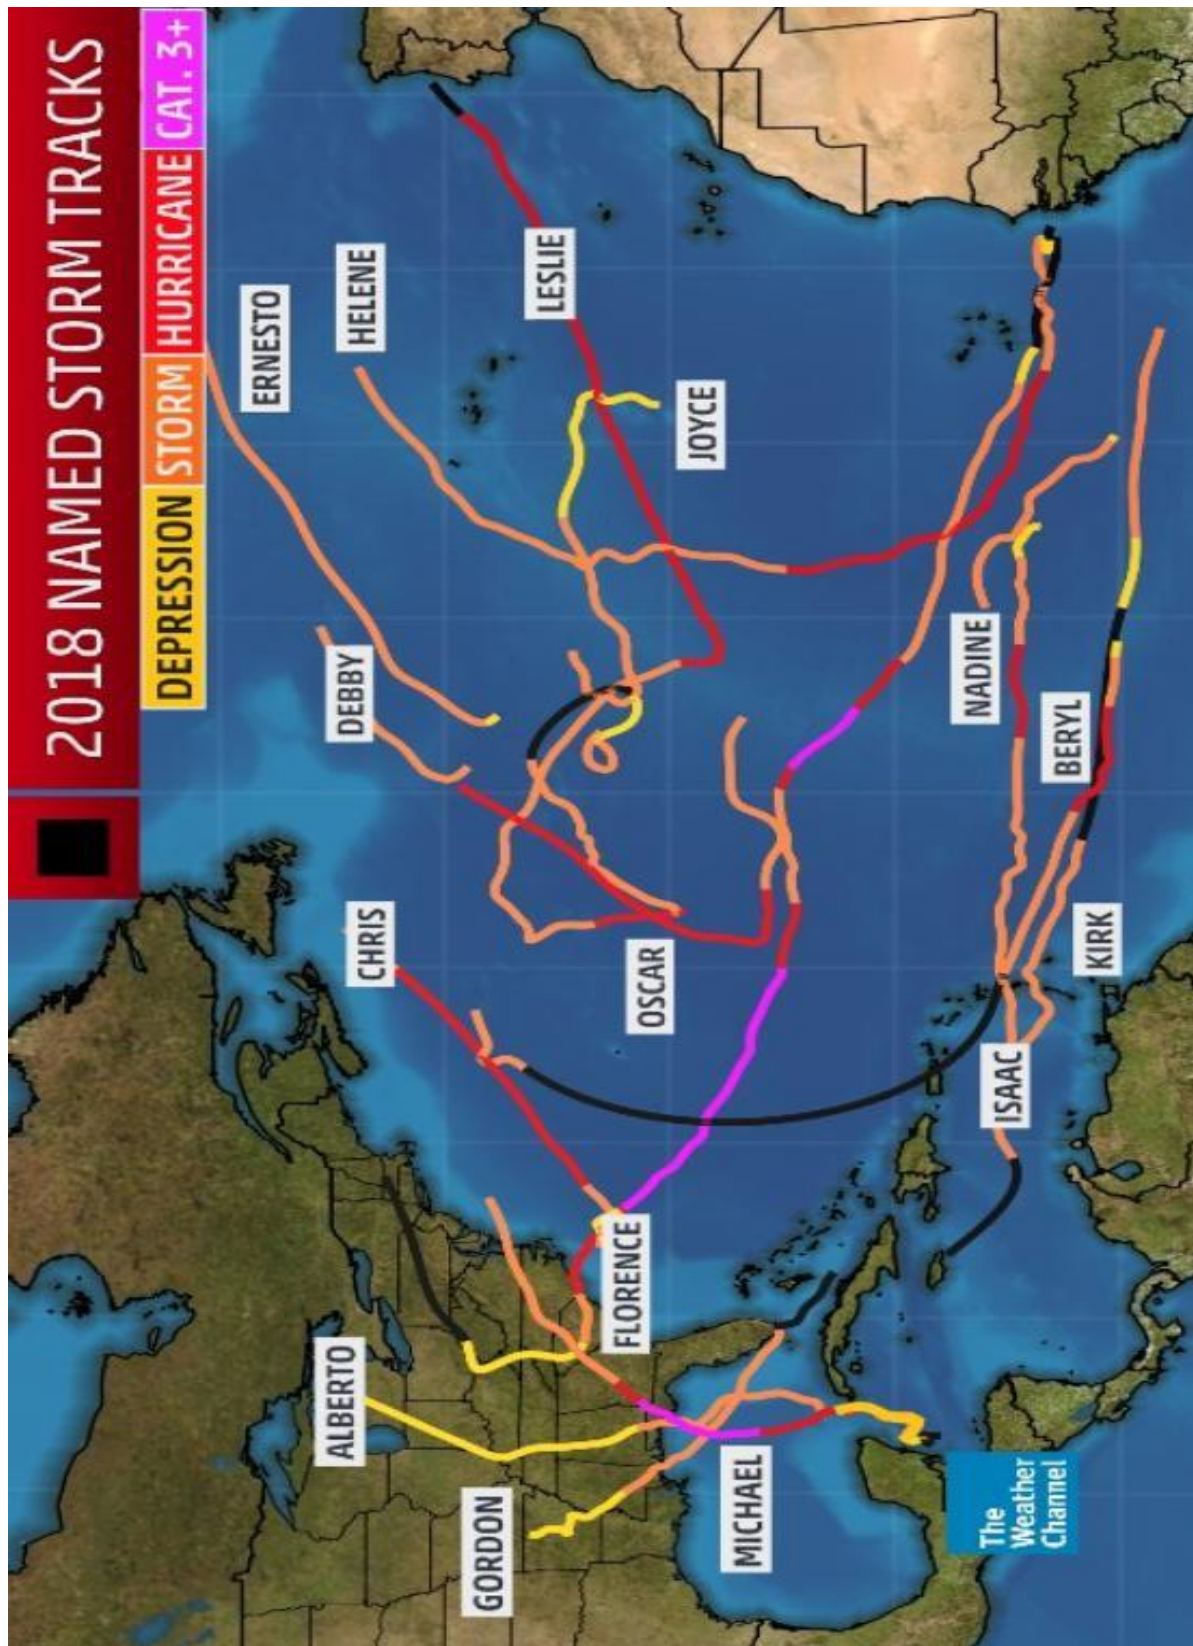 2018 NAMED STORM TRACKS
DEPRESSION
STORM
HURRICANE
CAT. 3+
ERNESTO
HELENE
LESLIE
DEBBY
JOYCE
CHRIS
OSCAR
NADINE
BERYL
KIRK
ISAAC
ALBERTO
FLORENCE
GORDON
MICHAEL
The
Weather
Channel